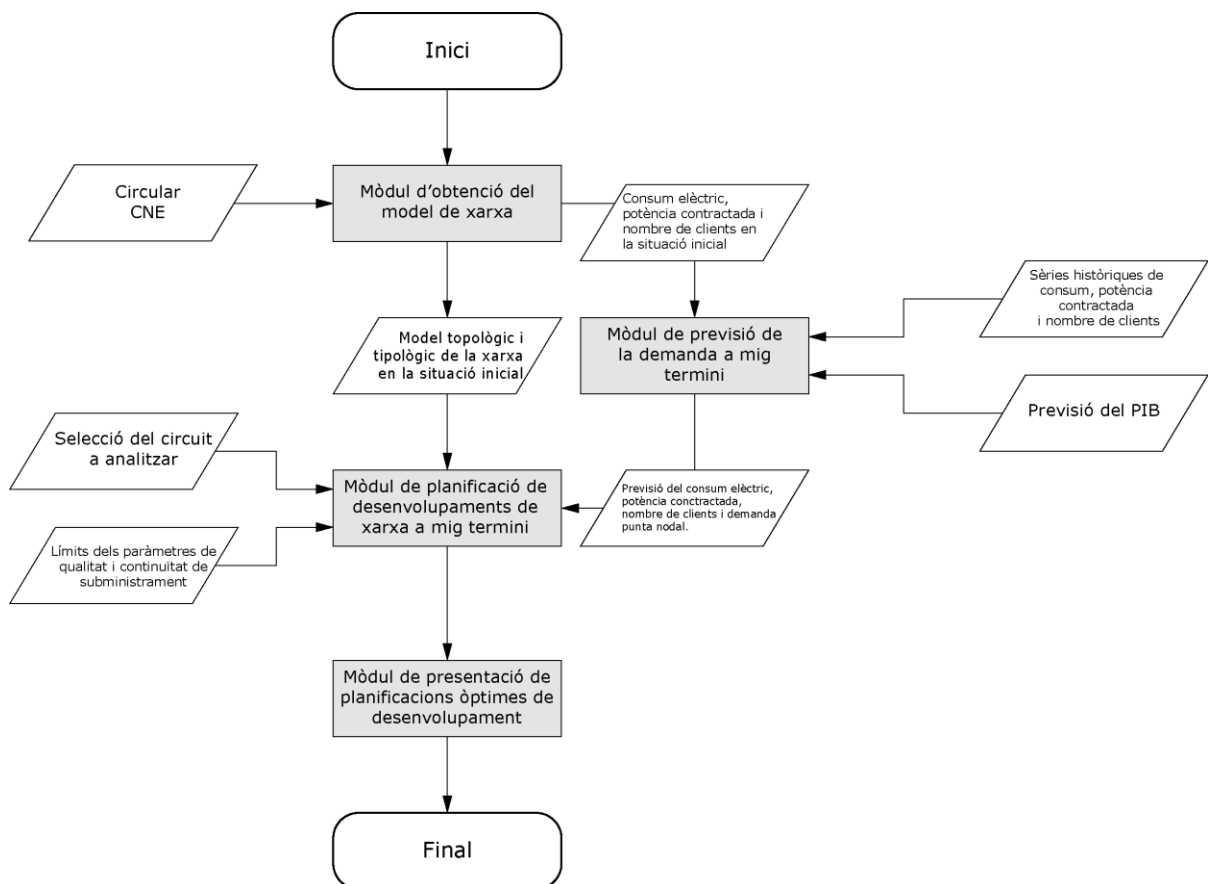 Inici
Circular
CNE
Mòdul d'obtenció del
model de xarxa
Consum elèctric,
potència contractada i
nombre de clients en
la situació inicial
Sèries històriques de
consum, potència
contractada
i nombre de clients
Model topològic i
tipològic de la xarxa
en la situació inicial
Mòdul de previsió de
la demanda a mig
termini
Previsió del PIB
Selecció del circuit
a analitzar
Mòdul de planificació de
desenvolupaments de
xarxa a mig termini
Previsió del consum elèctric,
potència conctractada,
nombre de clients i demanda
punta nodal.
Límits dels paràmetres de
qualitat i continuïtat de
subministrament
Mòdul de presentació de
planificacions òptimes de
desenvolupament
Final